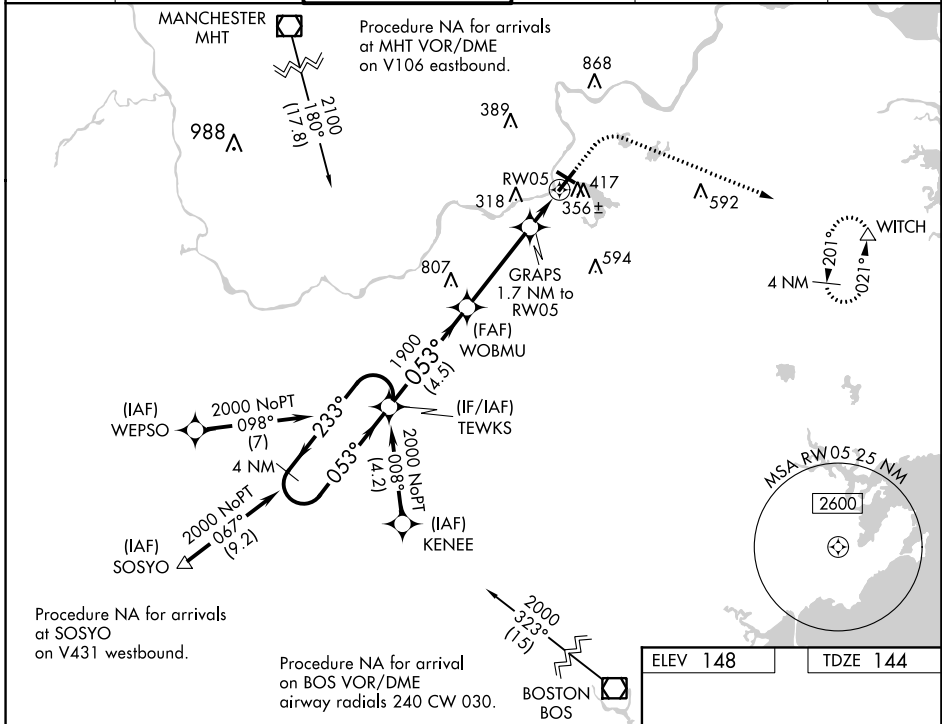 MANCHESTER
MHT
Procedure NA for arrivals
at MHT VOR/DME
on V106 eastbound.
2100
180°
(17.8)
868
389
988
RW05
417
318
356±
592
WITCH
201°
021°
4 NM
594
GRAPS
1.7 NM to
RW05
807
(FAF)
WOBMU
1900
053°
(4.5)
(IAF)
WEPSO
2000 NoPT
098°
(7)
233°
(IF/IAF)
TEWKS
4 NM
053°
2000 NoPT
008°
(4.2)
2000 NoPT
067°
(9.2)
(IAF)
SOSYO
(IAF)
KENEE
MSA RW05 25 NM
2600
Procedure NA for arrivals
at SOSYO
on V431 westbound.
2000
323°
(15)
Procedure NA for arrival
on BOS VOR/DME
airway radials 240 CW 030.
BOSTON
BOS
ELEV 148
TDZE 144